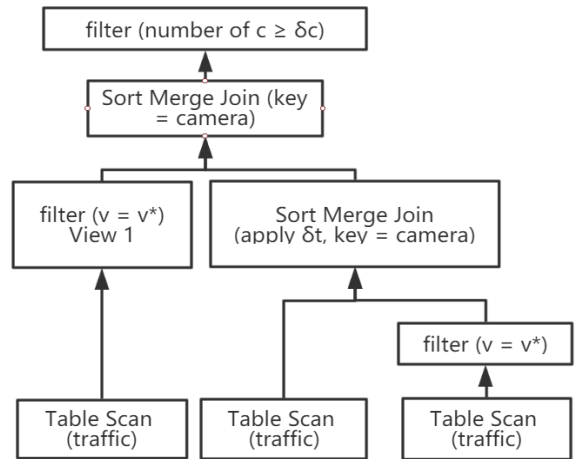 filter (number of c ≥ δc)
Sort Merge Join (key
= camera)
filter (v = v*)
View 1
Sort Merge Join
(apply δt, key = camera)
filter (v = v*)
Table Scan
(traffic)
Table Scan
(traffic)
Table Scan
(traffic)